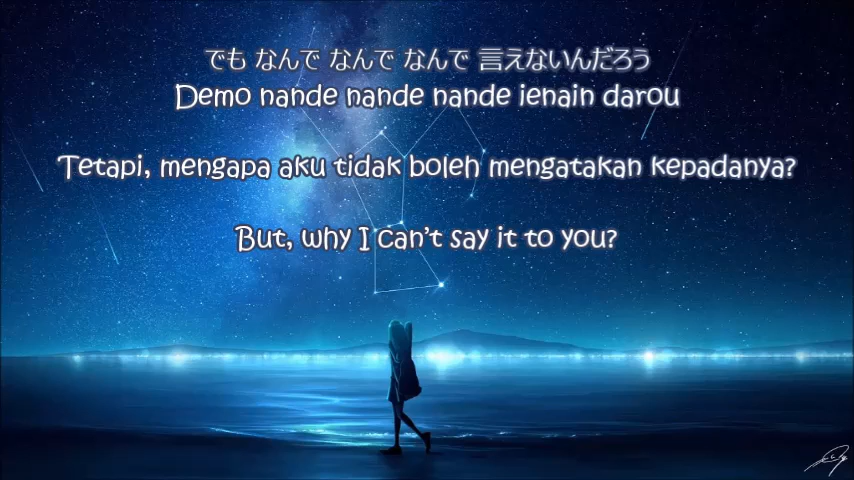 でも なんで なんで なんで 言えないんだろう
Demo nande nande nande ienain darou
Tetapi, mengapa aku tidak boleh mengatakan kepadanya?
But, why I can't say it to you?